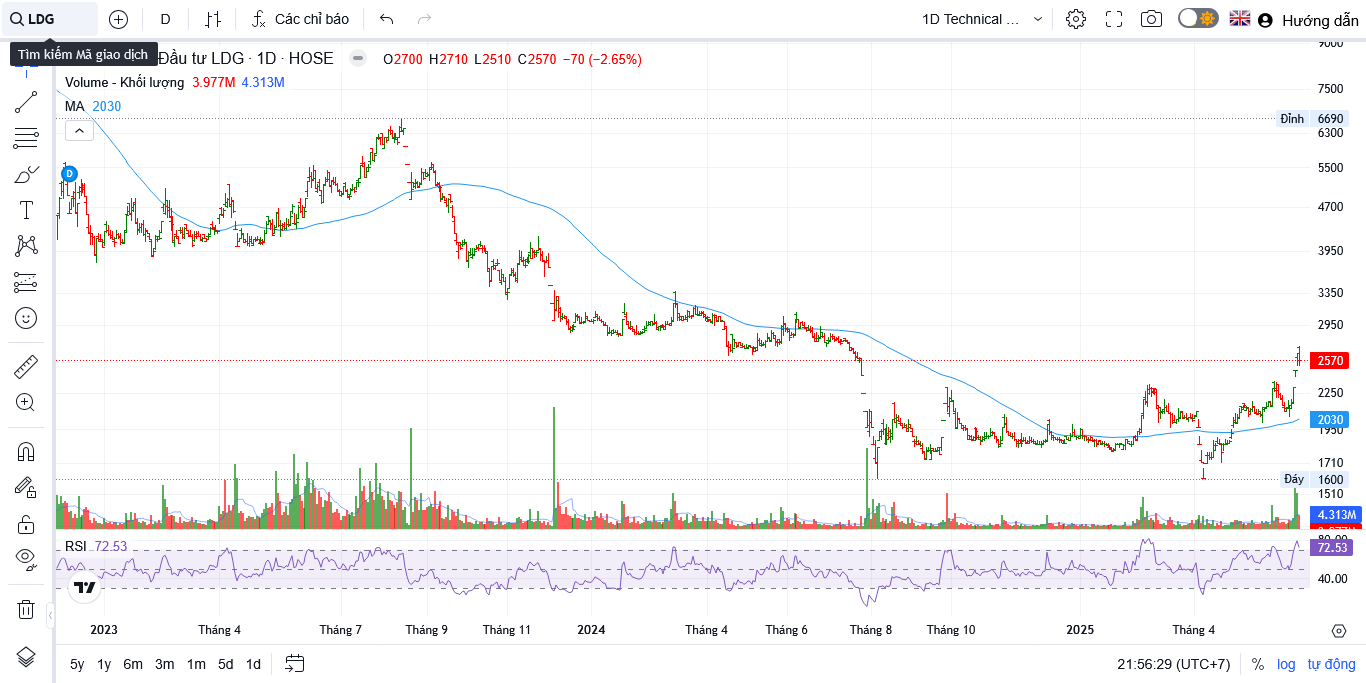 LDG D Các chỉ báo 1D Technical ... Hướng dẫn
Tìm kiếm Mã giao dịch Đầu tư LDG · 1D · HOSE O2700 H2710 L2510 C2570 −70 (−2.65%)
Volume - Khối lượng 3.977M 4.313M
MA 2030
D
9000
7500
Đỉnh 6690
6300
5500
4700
3950
3350
2950
2570
2250
2030
1950
1710
Đáy 1600
1510
4.313M
3.977M
RSI 72.53
80.00
72.53
40.00
2023 Tháng 4 Tháng 7 Tháng 9 Tháng 11 2024 Tháng 4 Tháng 6 Tháng 8 Tháng 10 2025 Tháng 4
5y 1y 6m 3m 1m 5d 1d 21:56:29 (UTC+7) % log tự động